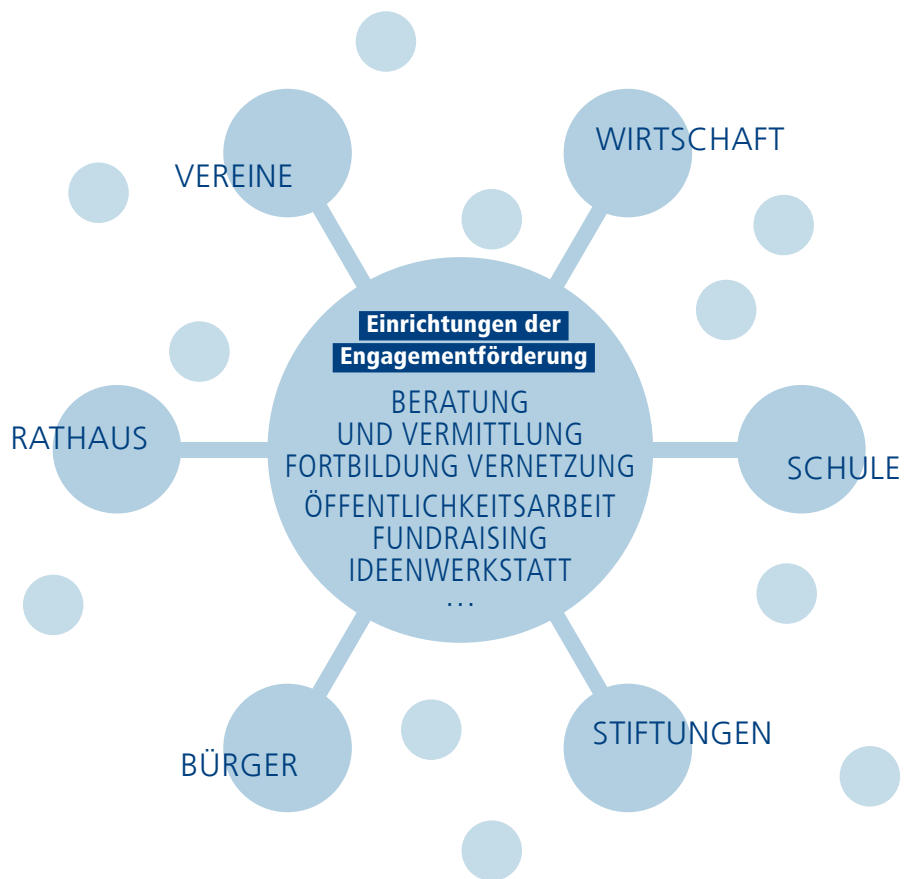 WIRTSCHAFT
VEREINE
Einrichtungen der
Engagementförderung
BERATUNG
UND VERMITTLUNG
FORTBILDUNG VERNETZUNG
ÖFFENTLICHKEITSARBEIT
FUNDRAISING
IDEENWERKSTATT
...
RATHAUS
SCHULE
STIFTUNGEN
BÜRGER